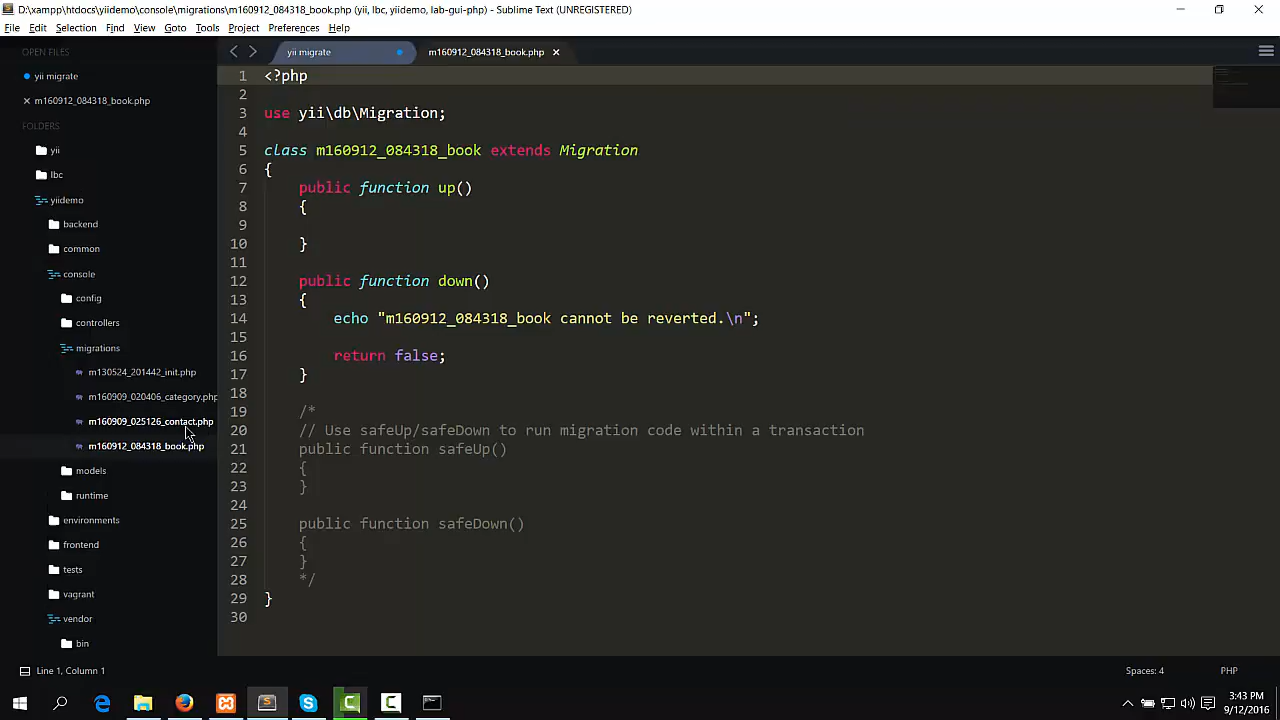 D:\xampp\htdocs\yiidemo\console\migrations\m160912_084318_book.php (yii, lbc, yiidemo, lab-gui-php) - Sublime Text (UNREGISTERED)
File Edit Selection Find View Goto Tools Project Preferences Help
OPEN FILES
yii migrate
m160912_084318_book.php
FOLDERS
yii
lbc
yiidemo
backend
common
console
config
controllers
migrations
m130524_201442_init.php
m160909_020406_category.php
m160909_025126_contact.php
m160912_084318_book.php
models
runtime
environments
frontend
tests
vagrant
vendor
bin
yii migrate m160912_084318_book.php
1 <?php
2
3 use yii\db\Migration;
4
5 class m160912_084318_book extends Migration
6 {
7 public function up()
8 {
9
10 }
11
12 public function down()
13 {
14 echo "m160912_084318_book cannot be reverted.\n";
15
16 return false;
17 }
18
19 /*
20 // Use safeUp/safeDown to run migration code within a transaction
21 public function safeUp()
22 {
23 }
24
25 public function safeDown()
26 {
27 }
28 */
29 }
30
Line 1, Column 1
Spaces: 4
PHP
3:43 PM
9/12/2016